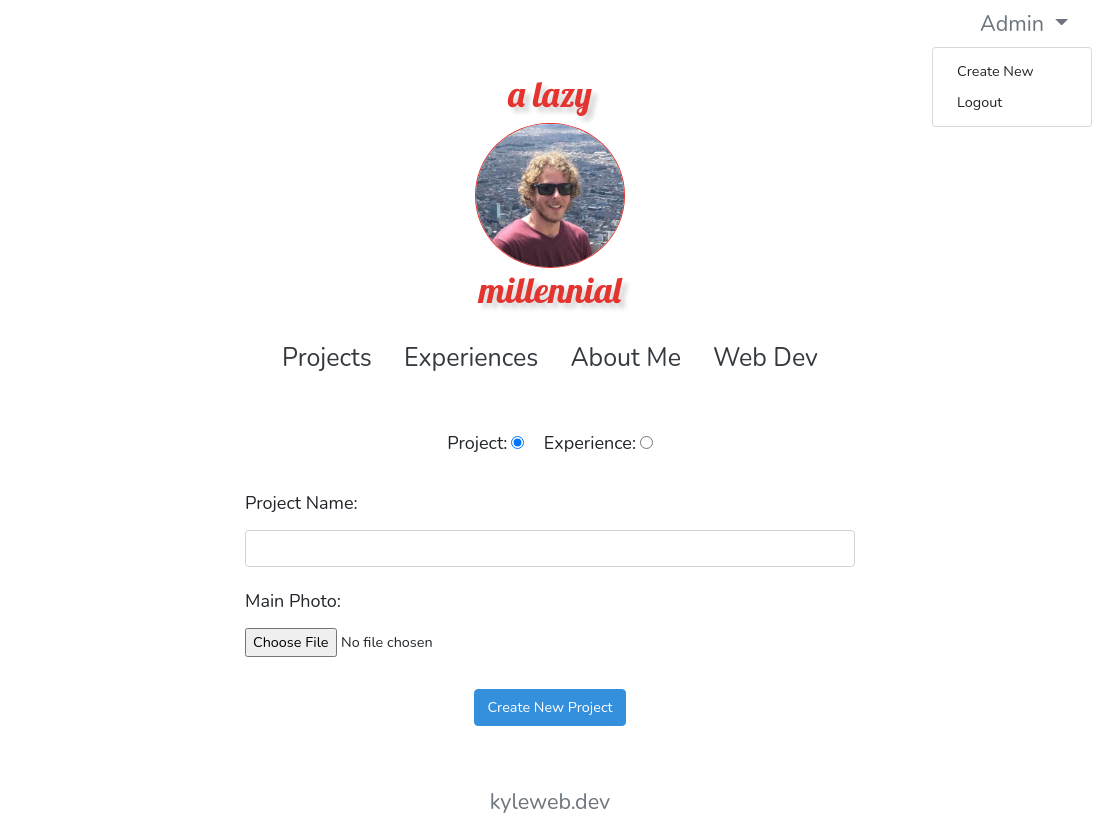 Admin
Create New
Logout
a lazy
millennial
Projects Experiences About Me Web Dev
Project: Experience:
Project Name:
Main Photo:
Choose File No file chosen
Create New Project
kyleweb.dev